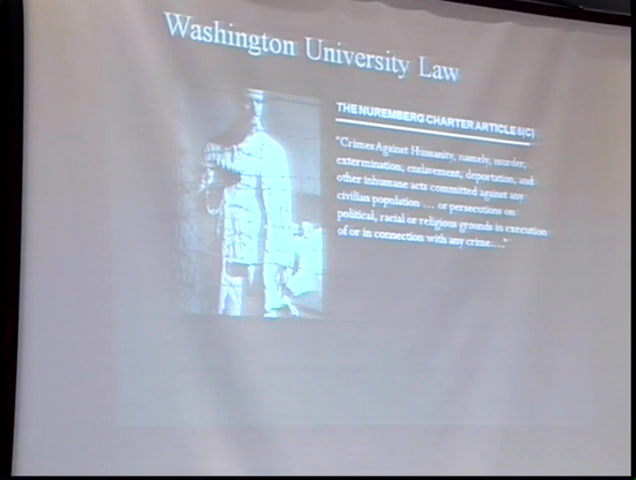 Washington University Law
THE NUREMBERG CHARTER ARTICLE 6(C)
"Crimes Against Humanity, namely, murder,
extermination, enslavement, deportation, and
other inhumane acts committed against any
civilian population … or persecutions on
political, racial or religious grounds in execution
of or in connection with any crime…."